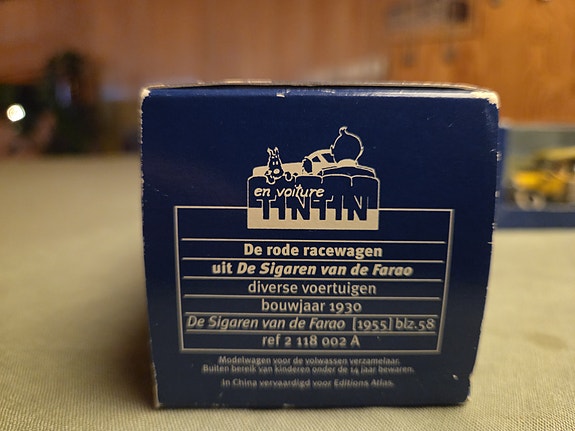 en voiture
TINTIN
De rode racewagen
uit De Sigaren van de Farao
diverse voertuigen
bouwjaar 1930
De Sigaren van de Farao [1955] blz.58
ref 2 118 002 A
Modelwagen voor de volwassen verzamelaar.
Buiten bereik van kinderen onder de 14 jaar bewaren.
In China vervaardigd voor Editions Atlas.